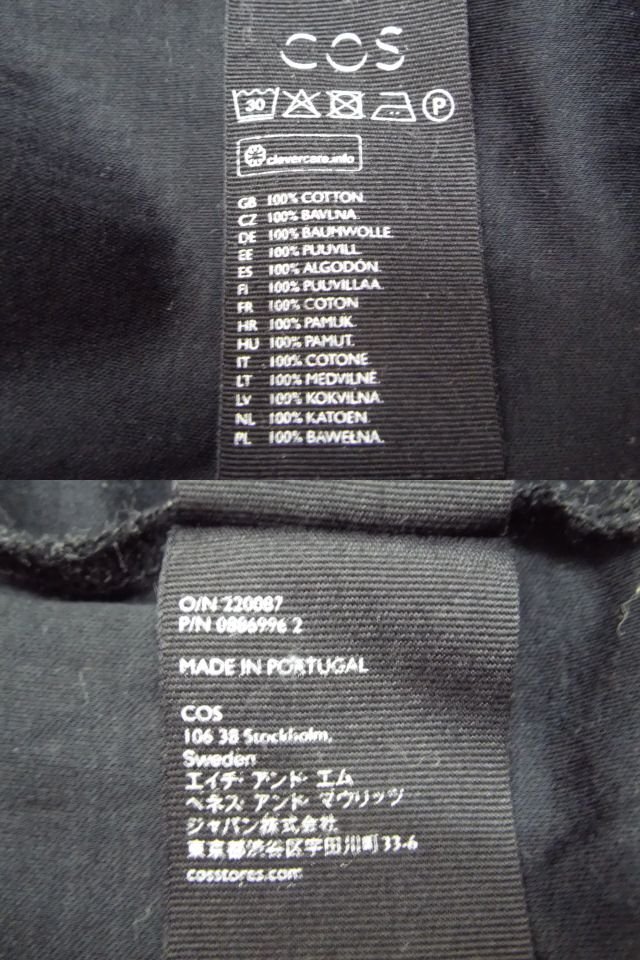 COS
30
P
clevercare.info
GB 100% COTTON.
CZ 100% BAVLNA.
DE 100% BAUMWOLLE.
EE 100% PUUVILL
ES 100% ALGODÓN.
FI 100% PUUVILLAA.
FR 100% COTON
HR 100% PAMUK.
HU 100% PAMUT.
IT 100% COTONE
LT 100% MEDVILNĖ.
LV 100% KOKVILNA.
NL 100% KATOEN.
PL 100% BAWEŁNA.
O/N 220087
P/N 0886996 2
MADE IN PORTUGAL
COS
106 38 Stockholm,
Sweden
エイチ・アンド・エム
ヘネス・アンド・マウリッツ
ジャパン株式会社
東京都渋谷区宇田川町33-6
cosstores.com